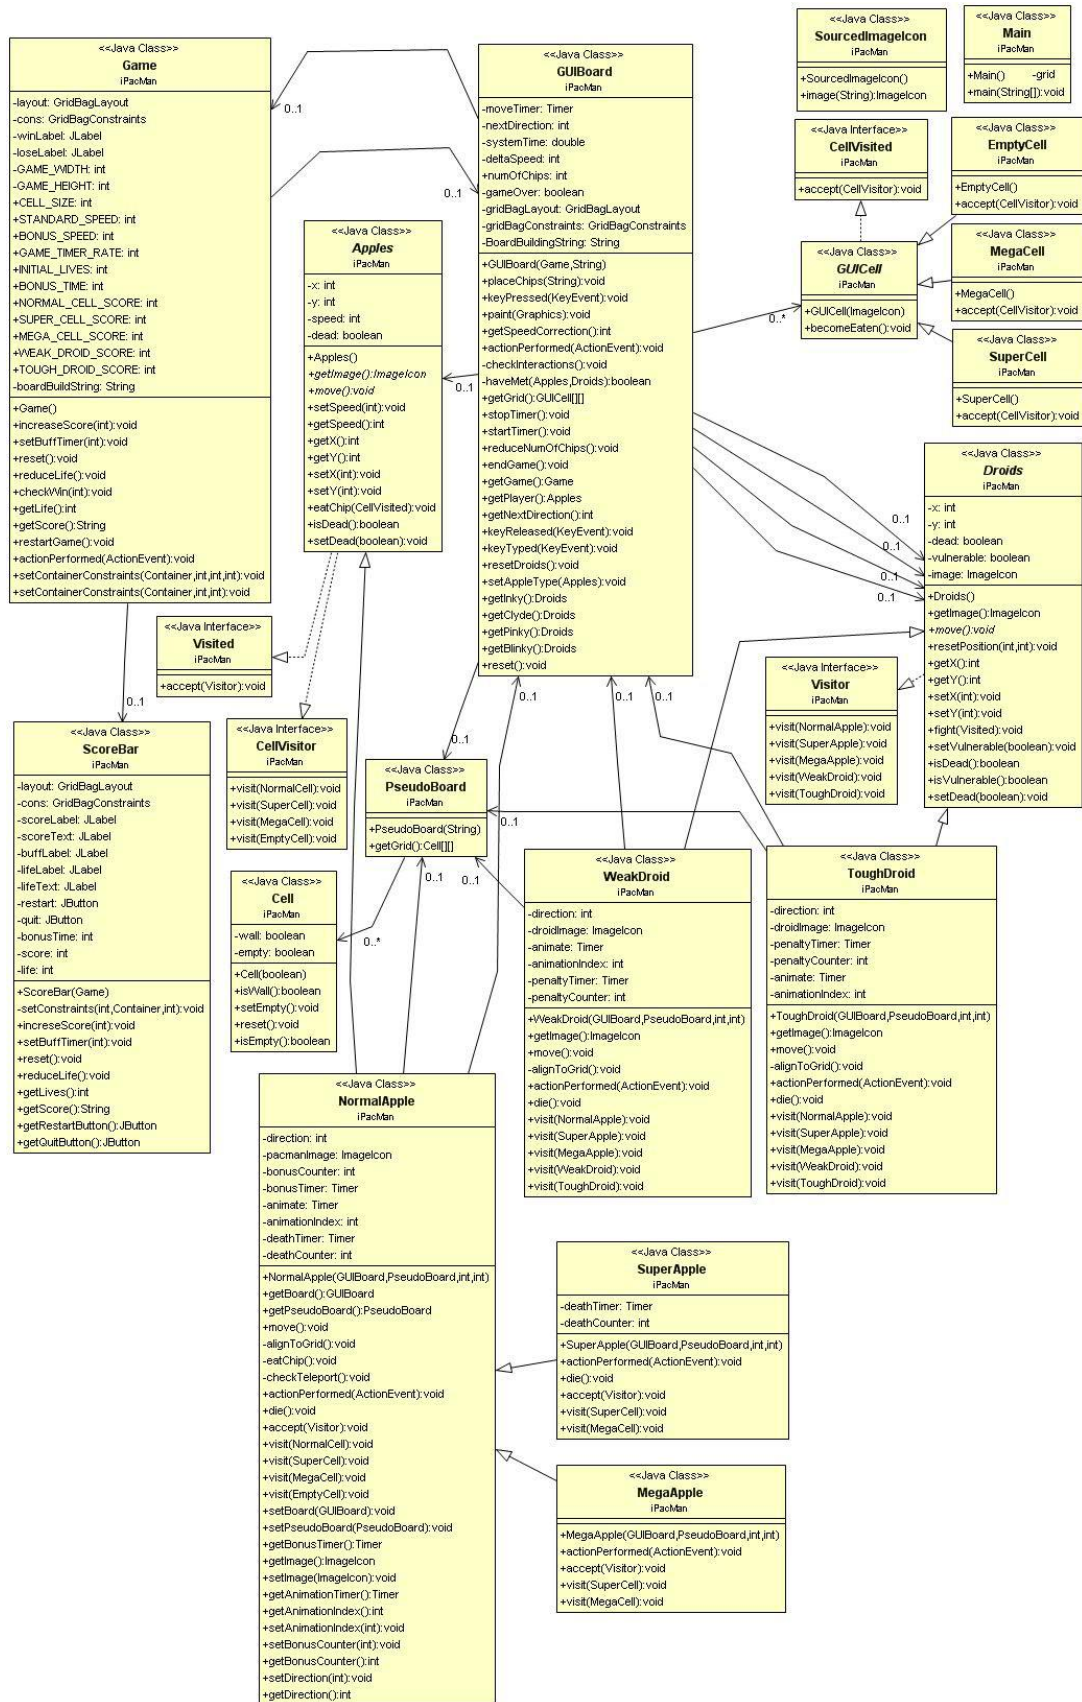 <<Java Class>>
Game
iPacMan
-layout: GridBagLayout
-cons: GridBagConstraints
-winLabel: JLabel
-loseLabel: JLabel
-GAME_WIDTH: int
-GAME_HEIGHT: int
+CELL_SIZE: int
+STANDARD_SPEED: int
+BONUS_SPEED: int
+GAME_TIMER_RATE: int
+INITIAL_LIVES: int
+BONUS_TIME: int
+NORMAL_CELL_SCORE: int
+SUPER_CELL_SCORE: int
+MEGA_CELL_SCORE: int
+WEAK_DROID_SCORE: int
+TOUGH_DROID_SCORE: int
-boardBuildString: String
+Game()
+increaseScore(int):void
+setBuffTimer(int):void
+reset():void
+reduceLife():void
+checkWin(int):void
+getLife():int
+getScore():String
+restartGame():void
+actionPerformed(ActionEvent):void
+setContainerConstraints(Container,int,int,int):void
+setContainerConstraints(Container,int,int):void
0..1
0..1
<<Java Class>>
GUIBoard
iPacMan
-moveTimer: Timer
-nextDirection: int
-systemTime: double
-deltaSpeed: int
+numOfChips: int
-gameOver: boolean
-gridBagLayout: GridBagLayout
-gridBagConstraints: GridBagConstraints
-BoardBuildingString: String
+GUIBoard(Game,String)
+placeChips(String):void
+keyPressed(KeyEvent):void
+paint(Graphics):void
+getSpeedCorrection():int
+actionPerformed(ActionEvent):void
-checkInteractions():void
-haveMet(Apples,Droids):boolean
+getGrid():GUICell[][]
+stopTimer():void
+startTimer():void
+reduceNumOfChips():void
+endGame():void
+getGame():Game
+getPlayer():Apples
+getNextDirection():int
+keyReleased(KeyEvent):void
+keyTyped(KeyEvent):void
+resetDroids():void
+setAppleType(Apples):void
+getInky():Droids
+getClyde():Droids
+getPinky():Droids
+getBlinky():Droids
+reset():void
<<Java Class>>
SourcedImageIcon
iPacMan
+SourcedImageIcon()
+image(String):ImageIcon
<<Java Class>>
Main
iPacMan
+Main() -grid
+main(String[]):void
<<Java Interface>>
CellVisited
iPacMan
+accept(CellVisitor):void
<<Java Class>>
EmptyCell
iPacMan
+EmptyCell()
+accept(CellVisitor):void
<<Java Class>>
GUICell
iPacMan
+GUICell(ImageIcon)
+becomeEaten():void
0..*
<<Java Class>>
MegaCell
iPacMan
+MegaCell()
+accept(CellVisitor):void
<<Java Class>>
SuperCell
iPacMan
+SuperCell()
+accept(CellVisitor):void
<<Java Class>>
Apples
iPacMan
-x: int
-y: int
-speed: int
-dead: boolean
+Apples()
+getImage():ImageIcon
+move():void
+setSpeed(int):void
+getSpeed():int
+getX():int
+getY():int
+setX(int):void
+setY(int):void
+eatChip(CellVisited):void
+isDead():boolean
+setDead(boolean):void
0..1
<<Java Class>>
Droids
iPacMan
-x: int
-y: int
-dead: boolean
-vulnerable: boolean
-image: ImageIcon
+Droids()
+getImage():ImageIcon
+move():void
+resetPosition(int,int):void
+getX():int
+getY():int
+setX(int):void
+setY(int):void
+fight(Visited):void
+setVulnerable(boolean):void
+isDead():boolean
+isVulnerable():boolean
+setDead(boolean):void
0..1
0..1
0..1
0..1
<<Java Interface>>
Visited
iPacMan
+accept(Visitor):void
<<Java Interface>>
Visitor
iPacMan
+visit(NormalApple):void
+visit(SuperApple):void
+visit(MegaApple):void
+visit(WeakDroid):void
+visit(ToughDroid):void
0..1
0..1
0..1
0..1
0..1
<<Java Interface>>
CellVisitor
iPacMan
+visit(NormalCell):void
+visit(SuperCell):void
+visit(MegaCell):void
+visit(EmptyCell):void
<<Java Class>>
ScoreBar
iPacMan
-layout: GridBagLayout
-cons: GridBagConstraints
-scoreLabel: JLabel
-scoreText: JLabel
-buffLabel: JLabel
-lifeLabel: JLabel
-lifeText: JLabel
-restart: JButton
-quit: JButton
-bonusTime: int
-score: int
-life: int
+ScoreBar(Game)
-setConstraints(int,Container,int):void
+increseScore(int):void
+setBuffTimer(int):void
+reset():void
+reduceLife():void
+getLives():int
+getScore():String
+getRestartButton():JButton
+getQuitButton():JButton
<<Java Class>>
PseudoBoard
iPacMan
+PseudoBoard(String)
+getGrid():Cell[][]
0..1
0..1
0..1
<<Java Class>>
Cell
iPacMan
-wall: boolean
-empty: boolean
+Cell(boolean)
+isWall():boolean
+setEmpty():void
+reset():void
+isEmpty():boolean
0..*
<<Java Class>>
WeakDroid
iPacMan
-direction: int
-droidImage: ImageIcon
-animate: Timer
-animationIndex: int
-penaltyTimer: Timer
-penaltyCounter: int
+WeakDroid(GUIBoard,PseudoBoard,int,int)
+getImage():ImageIcon
+move():void
-alignToGrid():void
+actionPerformed(ActionEvent):void
+die():void
+visit(NormalApple):void
+visit(SuperApple):void
+visit(MegaApple):void
+visit(WeakDroid):void
+visit(ToughDroid):void
<<Java Class>>
ToughDroid
iPacMan
-direction: int
-droidImage: ImageIcon
-penaltyTimer: Timer
-penaltyCounter: int
-animate: Timer
-animationIndex: int
+ToughDroid(GUIBoard,PseudoBoard,int,int)
+getImage():ImageIcon
+move():void
-alignToGrid():void
+actionPerformed(ActionEvent):void
+die():void
+visit(NormalApple):void
+visit(SuperApple):void
+visit(MegaApple):void
+visit(WeakDroid):void
+visit(ToughDroid):void
<<Java Class>>
NormalApple
iPacMan
-direction: int
-pacmanImage: ImageIcon
-bonusCounter: int
-bonusTimer: Timer
-animate: Timer
-animationIndex: int
-deathTimer: Timer
-deathCounter: int
+NormalApple(GUIBoard,PseudoBoard,int,int)
+getBoard():GUIBoard
+getPseudoBoard():PseudoBoard
+move():void
-alignToGrid():void
-eatChip():void
-checkTeleport():void
+actionPerformed(ActionEvent):void
+die():void
+accept(Visitor):void
+visit(NormalCell):void
+visit(SuperCell):void
+visit(MegaCell):void
+visit(EmptyCell):void
+setBoard(GUIBoard):void
+setPseudoBoard(PseudoBoard):void
+getBonusTimer():Timer
+getImage():ImageIcon
+setImage(ImageIcon):void
+getAnimationTimer():Timer
+getAnimationIndex():int
+setAnimationIndex(int):void
+setBonusCounter(int):void
+getBonusCounter():int
+setDirection(int):void
+getDirection():int
<<Java Class>>
SuperApple
iPacMan
-deathTimer: Timer
-deathCounter: int
+SuperApple(GUIBoard,PseudoBoard,int,int)
+actionPerformed(ActionEvent):void
+die():void
+accept(Visitor):void
+visit(SuperCell):void
+visit(MegaCell):void
<<Java Class>>
MegaApple
iPacMan
+MegaApple(GUIBoard,PseudoBoard,int,int)
+actionPerformed(ActionEvent):void
+accept(Visitor):void
+visit(SuperCell):void
+visit(MegaCell):void